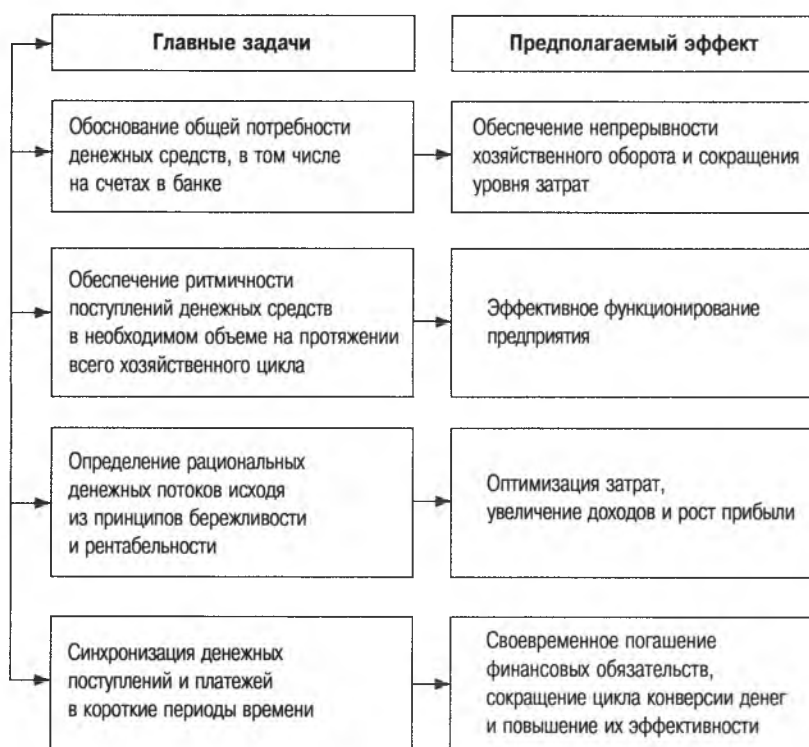 Главные задачи
Предполагаемый эффект
Обоснование общей потребности
денежных средств, в том числе
на счетах в банке
Обеспечение непрерывности
хозяйственного оборота и сокращения
уровня затрат
Обеспечение ритмичности
поступлений денежных средств
в необходимом объеме на протяжении
всего хозяйственного цикла
Эффективное функционирование
предприятия
Определение рациональных
денежных потоков исходя
из принципов бережливости
и рентабельности
Оптимизация затрат,
увеличение доходов и рост прибыли
Синхронизация денежных
поступлений и платежей
в короткие периоды времени
Своевременное погашение
финансовых обязательств,
сокращение цикла конверсии денег
и повышение их эффективности